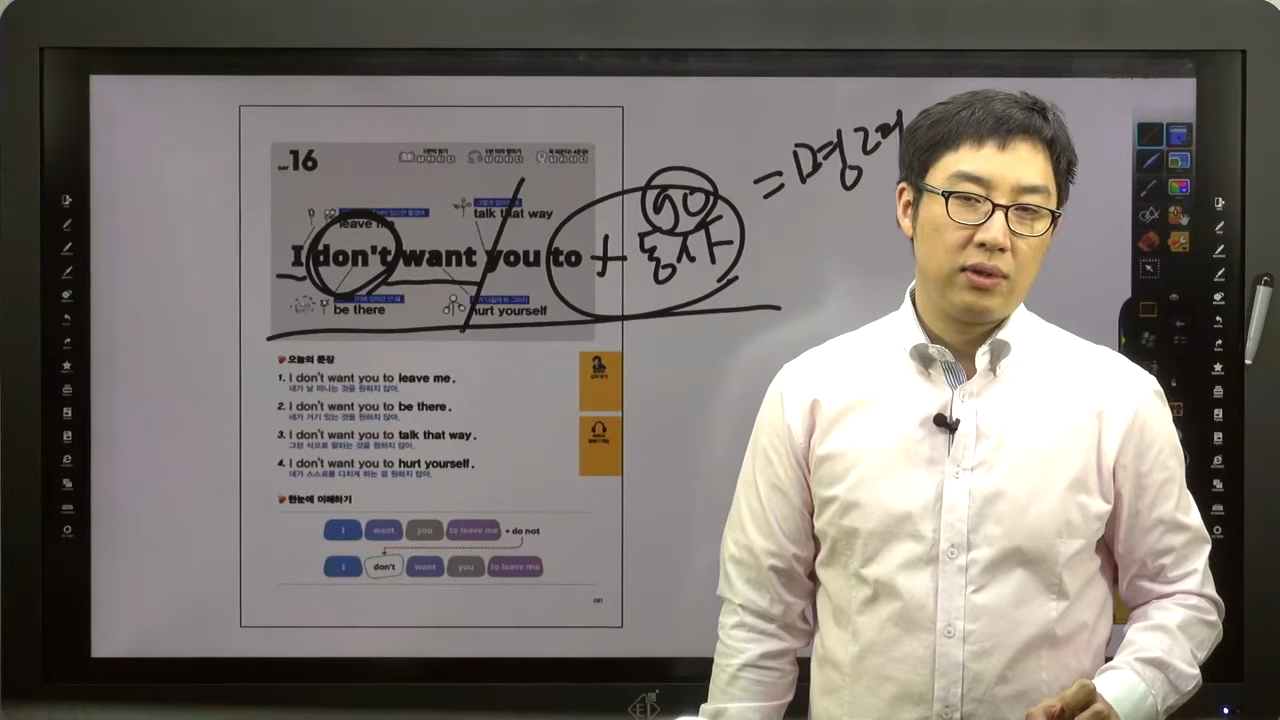 DAY 16
talk that way
leave me
I don't want you to + 동사
go
=
be there
hurt yourself
오늘의 문장
1. I don't want you to leave me.
네가 날 떠나는 것을 원하지 않아.
2. I don't want you to be there.
네가 거기 있는 것을 원하지 않아.
3. I don't want you to talk that way.
그런 식으로 말하는 것을 원하지 않아.
4. I don't want you to hurt yourself.
네가 스스로를 다치게 하는 걸 원하지 않아.
한눈에 이해하기
I want you to leave me + do not
I don't want you to leave me